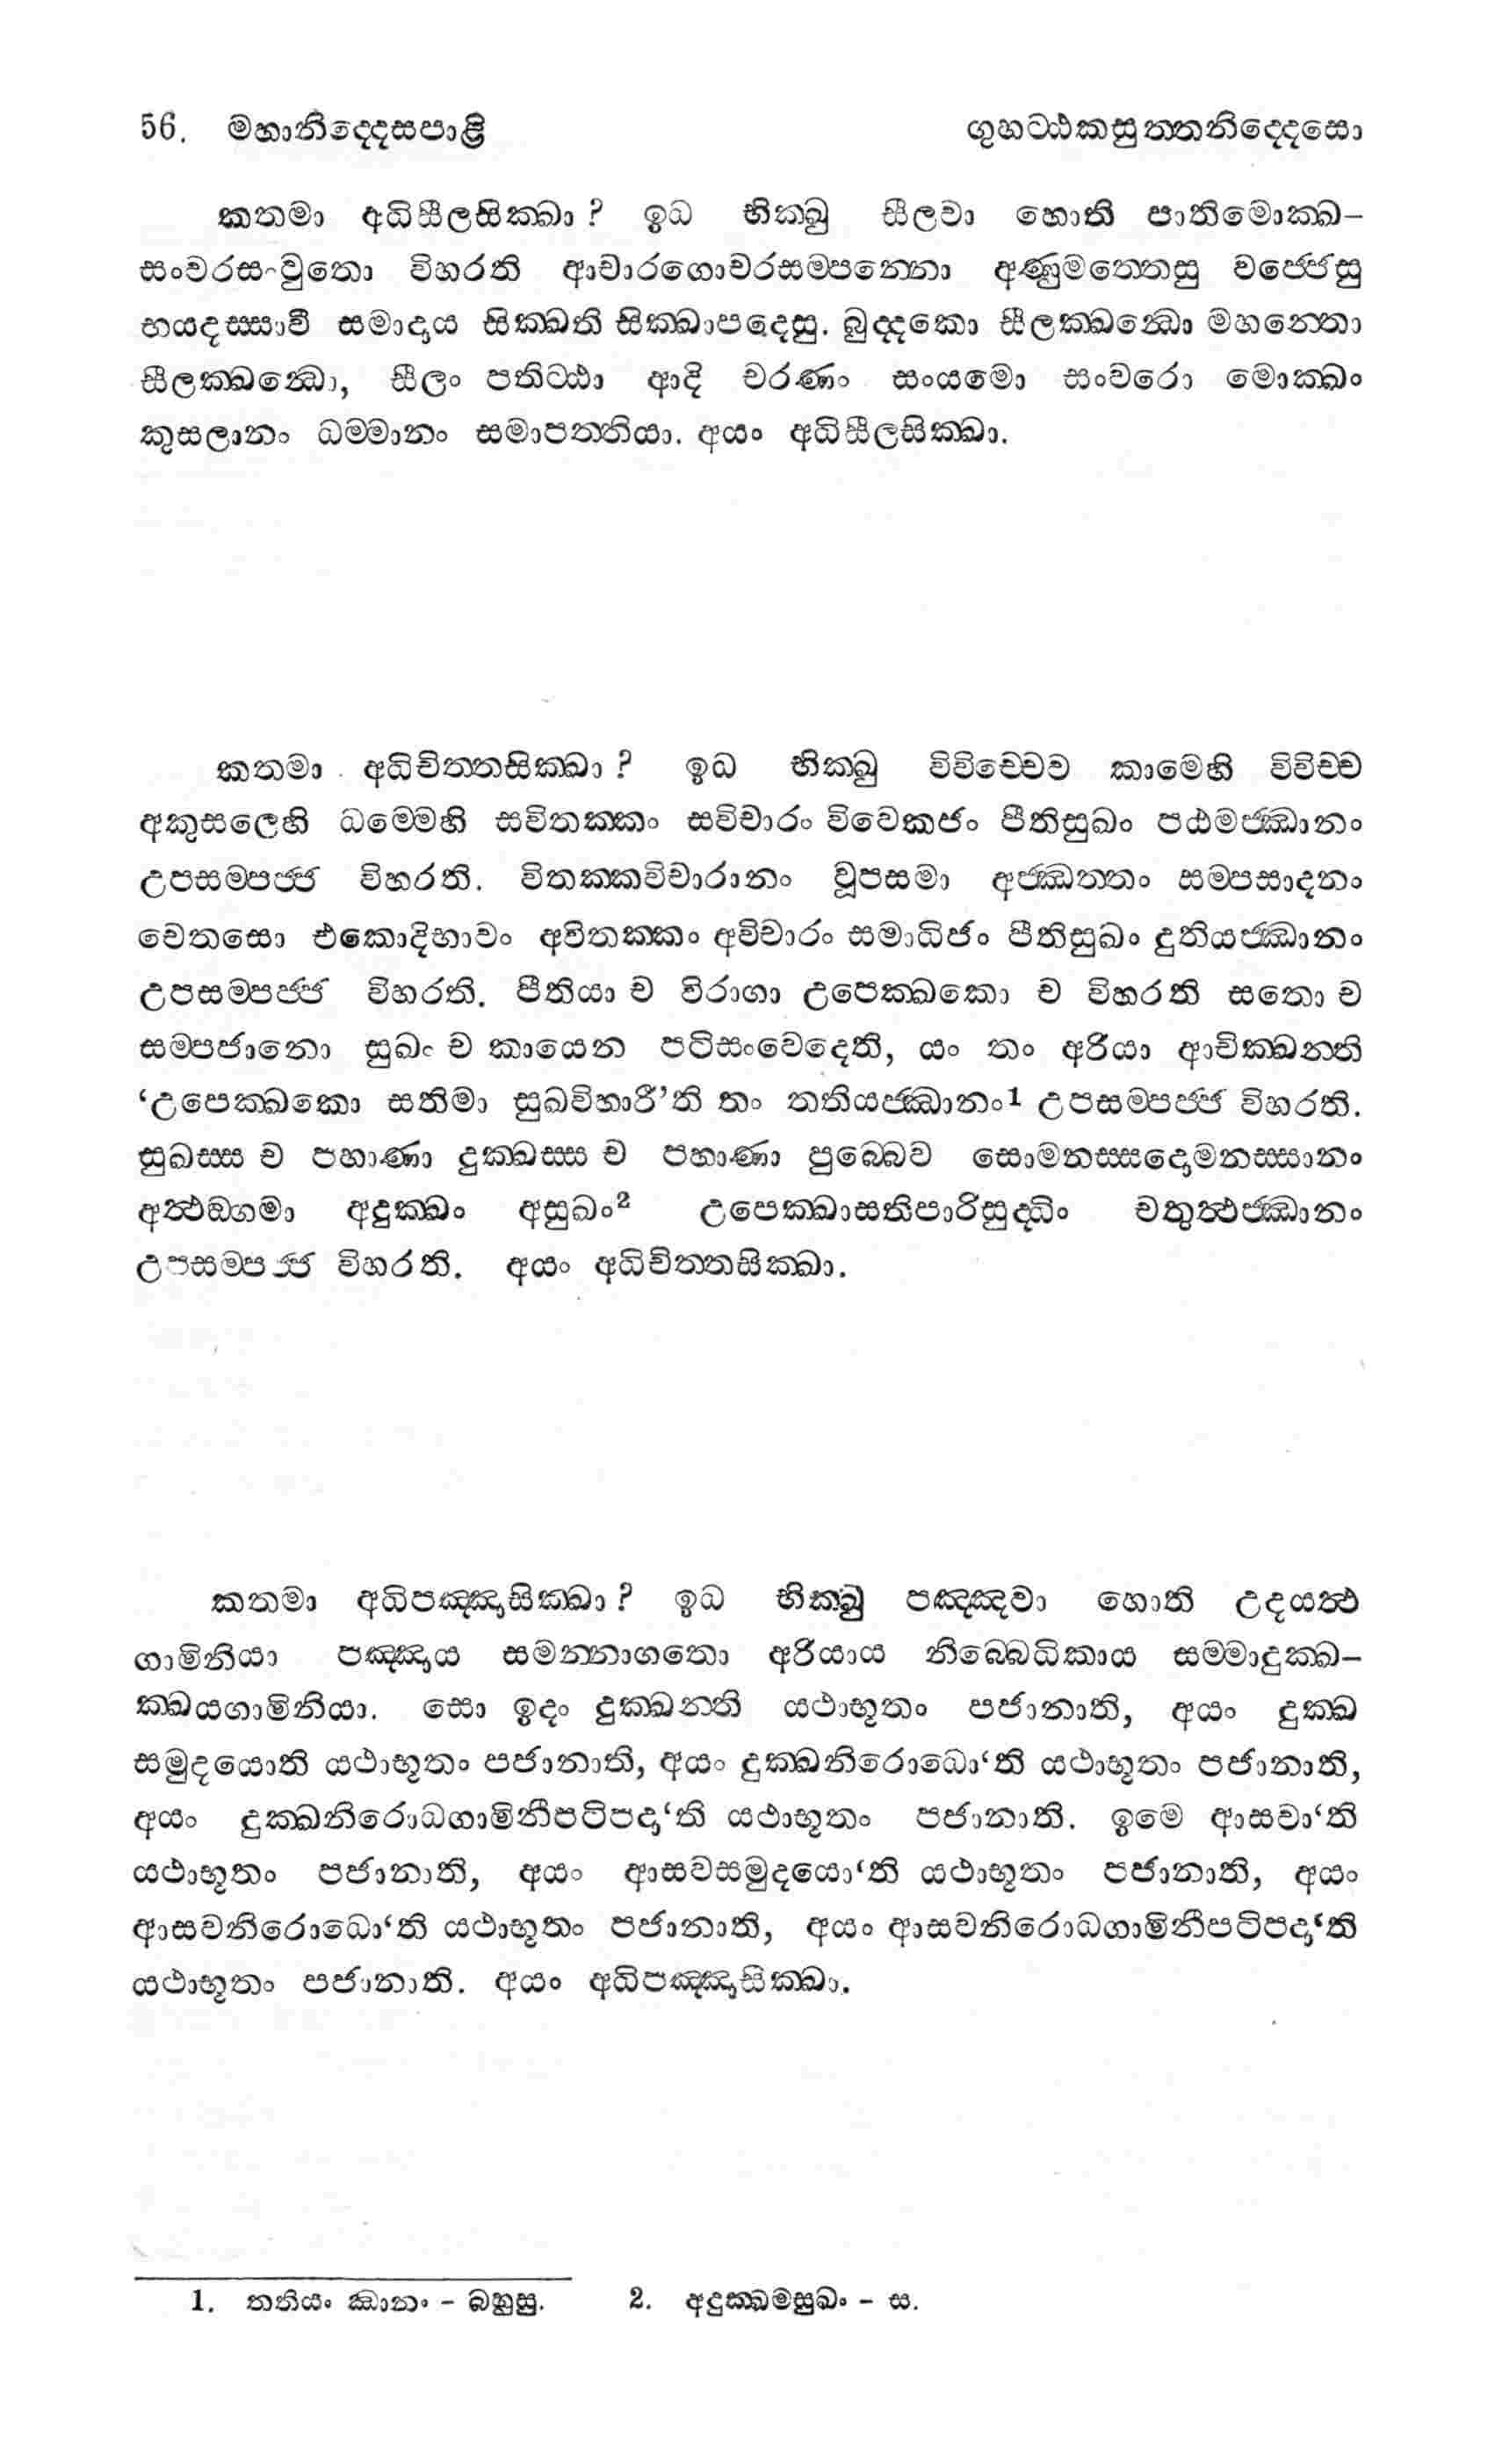 56. මහානිද්දෙසපාළි ගුහට්ඨකසුත්තනිද්දෙසො
කතමා අධිසීලසික්ඛා? ඉධ භික්ඛු සීලවා හොති පාතිමොක්ඛ-
සංවරසංවුතො විහරති ආචාරගොචරසම්පන්නො අණුමත්තෙසු වජ්ජෙසු
භයදස්සාවී සමාදාය සික්ඛති සික්ඛාපදෙසු. ඛුද්දකො සීලක්ඛන්ධො මහන්තො
සීලක්ඛන්ධො, සීලං පතිට්ඨා ආදි චරණං සංයමො සංවරො මොක්ඛං
කුසලානං ධම්මානං සමාපත්තියා. අයං අධිසීලසික්ඛා.
කතමා අධිචිත්තසික්ඛා? ඉධ භික්ඛු විවිච්චෙව කාමෙහි විවිච්ච
අකුසලෙහි ධම්මෙහි සවිතක්කං සවිචාරං විවෙකජං පීතිසුඛං පඨමජ්ඣානං
උපසම්පජ්ජ විහරති. විතක්කවිචාරානං වූපසමා අජ්ඣත්තං සම්පසාදනං
චෙතසො එකොදිභාවං අවිතක්කං අවිචාරං සමාධිජං පීතිසුඛං දුතියජ්ඣානං
උපසම්පජ්ජ විහරති. පීතියා ච විරාගා උපෙක්ඛකො ච විහරති සතො ච
සම්පජානො සුඛං ච කායෙන පටිසංවෙදෙති, යං තං අරියා ආචික්ඛන්ති
‘උපෙක්ඛකො සතිමා සුඛවිහාරී’ති තං තතියජ්ඣානං1 උපසම්පජ්ජ විහරති.
සුඛස්ස ච පහාණා දුක්ඛස්ස ච පහාණා පුබ්බෙව සොමනස්සදොමනස්සානං
අත්ථඞ්ගමා අදුක්ඛං අසුඛං2 උපෙක්ඛාසතිපාරිසුද්ධිං චතුත්ථජ්ඣානං
උපසම්පජ්ජ විහරති. අයං අධිචිත්තසික්ඛා.
කතමා අධිපඤ්ඤාසික්ඛා? ඉධ භික්ඛු පඤ්ඤවා හොති උදයත්ථ
ගාමිනියා පඤ්ඤාය සමන්නාගතො අරියාය නිබ්බෙධිකාය සම්මාදුක්ඛ-
ක්ඛයගාමිනියා. සො ඉදං දුක්ඛන්ති යථාභූතං පජානාති, අයං දුක්ඛ
සමුදයොති යථාභූතං පජානාති, අයං දුක්ඛනිරොධො‘ති යථාභූතං පජානාති,
අයං දුක්ඛනිරොධගාමිනීපටිපදා‘ති යථාභූතං පජානාති. ඉමෙ ආසවා‘ති
යථාභූතං පජානාති, අයං ආසවසමුදයො‘ති යථාභූතං පජානාති, අයං
ආසවනිරොධො‘ති යථාභූතං පජානාති, අයං ආසවනිරොධගාමිනීපටිපදා‘ති
යථාභූතං පජානාති. අයං අධිපඤ්ඤාසික්ඛා.
1. තතියං ඣානං - බහුසු. 2. අදුක්ඛමසුඛං - ස.